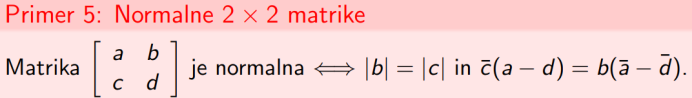 Primer 5: Normalne 2 × 2 matrike
Matrika [ a b ; c d ] je normalna ⟺ |b| = |c| in c̄(a − d) = b(ā − d̄).